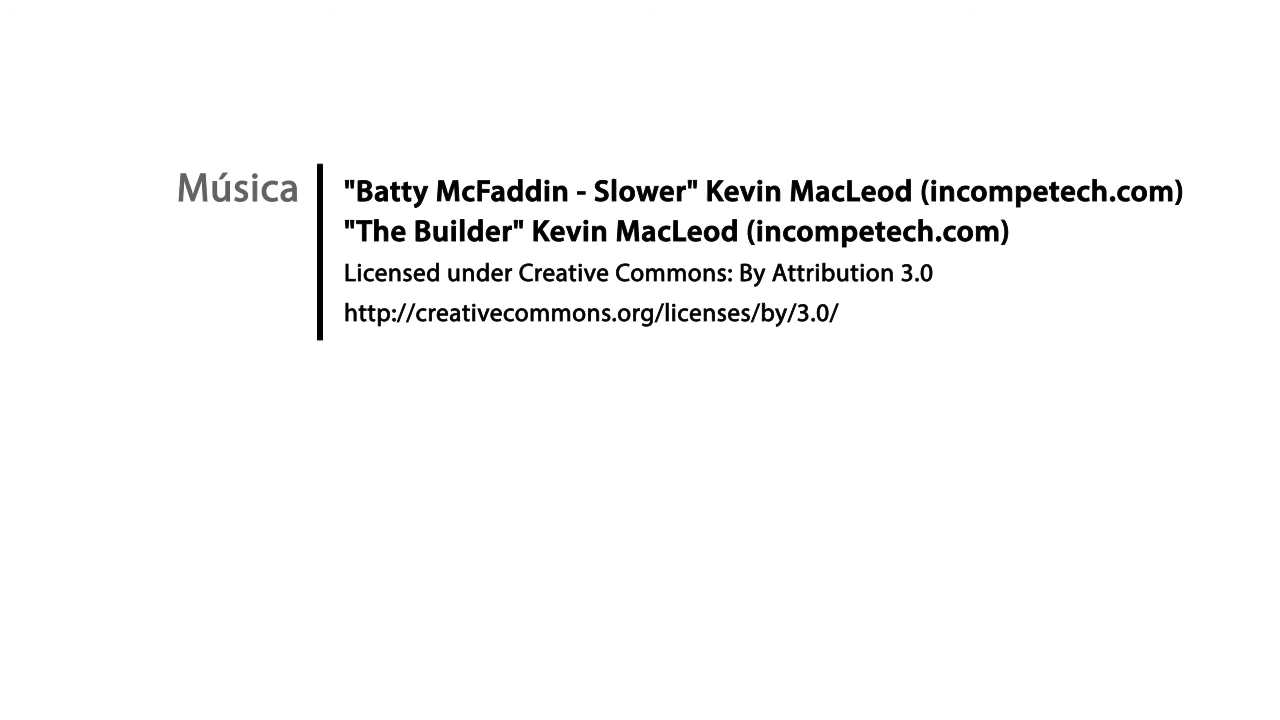 Música
"Batty McFaddin - Slower" Kevin MacLeod (incompetech.com)
"The Builder" Kevin MacLeod (incompetech.com)
Licensed under Creative Commons: By Attribution 3.0
http://creativecommons.org/licenses/by/3.0/